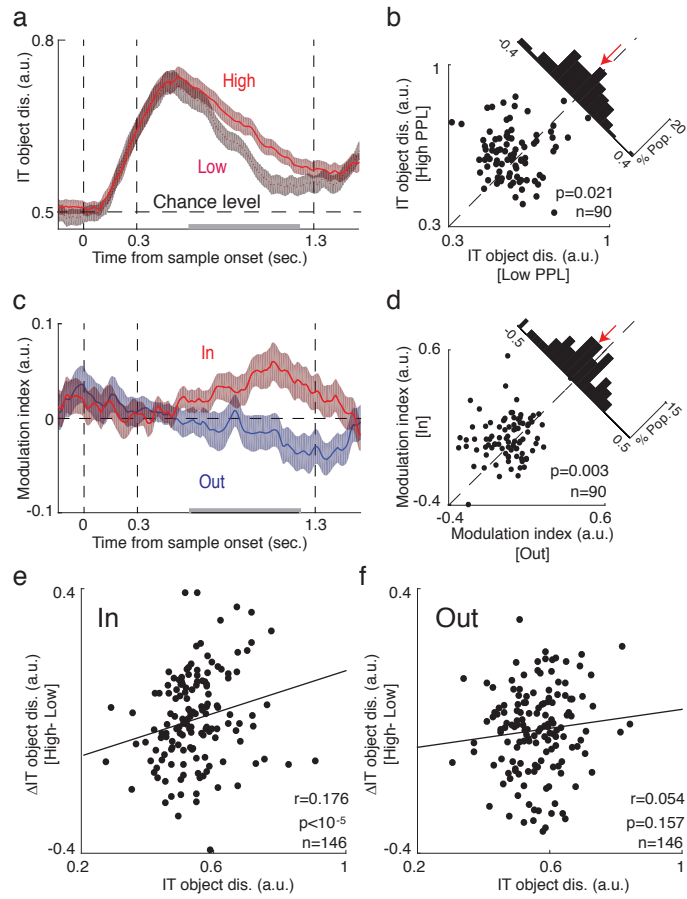 a
IT object dis. (a.u.)
0.8
0.5
High
Low
Chance level
0
0.3
1.3
Time from sample onset (sec.)
b
IT object dis. (a.u.)
[High PPL]
1
0.3
-0.4
0.4
20
% Pop.
p=0.021
n=90
0.3
1
IT object dis. (a.u.)
[Low PPL]
c
Modulation index (a.u.)
0.1
0
-0.1
In
Out
0
0.3
1.3
Time from sample onset (sec.)
d
Modulation index (a.u.)
[In]
0.6
-0.4
-0.5
0.5
15
% Pop.
p=0.003
n=90
-0.4
0.6
Modulation index (a.u.)
[Out]
e
In
ΔIT object dis. (a.u.)
[High- Low]
0.4
-0.4
r=0.176
p<10⁻⁵
n=146
0.2
0.6
1
IT object dis. (a.u.)
f
Out
ΔIT object dis. (a.u.)
[High- Low]
0.4
-0.4
r=0.054
p=0.157
n=146
0.2
0.6
1
IT object dis. (a.u.)